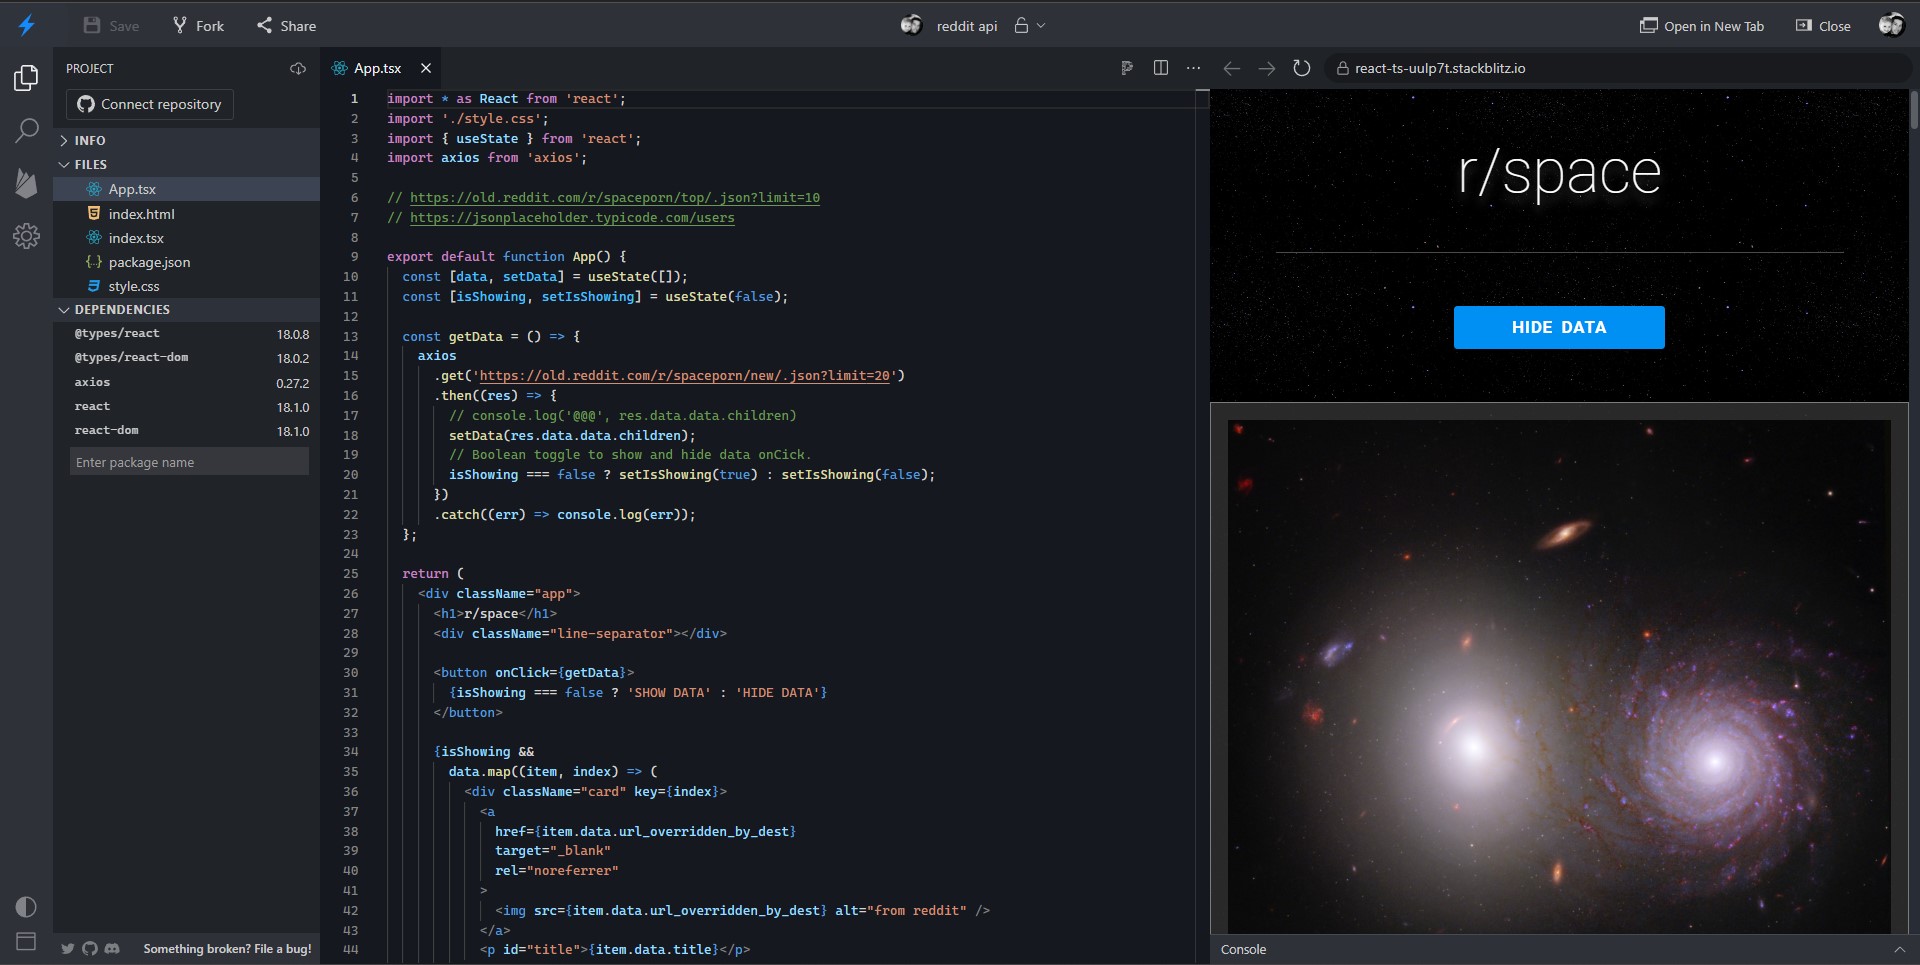 Save Fork Share reddit api Open in New Tab Close
PROJECT
Connect repository
INFO
FILES
App.tsx
index.html
index.tsx
package.json
style.css
DEPENDENCIES
@types/react 18.0.8
@types/react-dom 18.0.2
axios 0.27.2
react 18.1.0
react-dom 18.1.0
Enter package name
Something broken? File a bug!
App.tsx
1 import * as React from 'react';
2 import './style.css';
3 import { useState } from 'react';
4 import axios from 'axios';
5
6 // https://old.reddit.com/r/spaceporn/top/.json?limit=10
7 // https://jsonplaceholder.typicode.com/users
8
9 export default function App() {
10 const [data, setData] = useState([]);
11 const [isShowing, setIsShowing] = useState(false);
12
13 const getData = () => {
14 axios
15 .get('https://old.reddit.com/r/spaceporn/new/.json?limit=20')
16 .then((res) => {
17 // console.log('@@@', res.data.data.children)
18 setData(res.data.data.children);
19 // Boolean toggle to show and hide data onCick.
20 isShowing === false ? setIsShowing(true) : setIsShowing(false);
21 })
22 .catch((err) => console.log(err));
23 };
24
25 return (
26 <div className="app">
27 <h1>r/space</h1>
28 <div className="line-separator"></div>
29
30 <button onClick={getData}>
31 {isShowing === false ? 'SHOW DATA' : 'HIDE DATA'}
32 </button>
33
34 {isShowing &&
35 data.map((item, index) => (
36 <div className="card" key={index}>
37 <a
38 href={item.data.url_overridden_by_dest}
39 target="_blank"
40 rel="noreferrer"
41 >
42 <img src={item.data.url_overridden_by_dest} alt="from reddit" />
43 </a>
44 <p id="title">{item.data.title}</p>
react-ts-uulp7t.stackblitz.io
r/space
HIDE DATA
Console